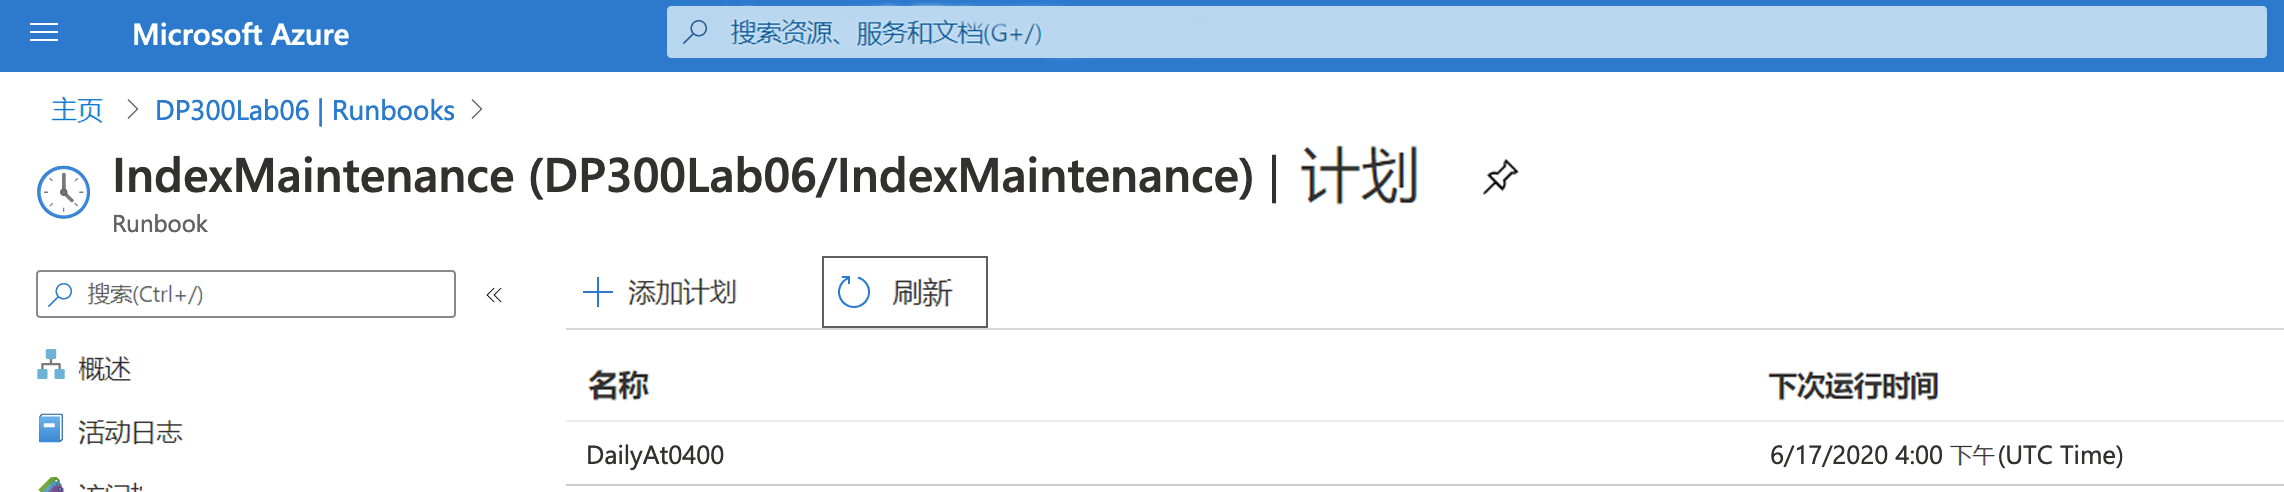 Microsoft Azure
搜索资源、服务和文档(G+/)
主页 > DP300Lab06 | Runbooks >
IndexMaintenance (DP300Lab06/IndexMaintenance) | 计划
Runbook
搜索(Ctrl+/)
添加计划
刷新
概述
活动日志
名称
下次运行时间
DailyAt0400
6/17/2020 4:00 下午(UTC Time)